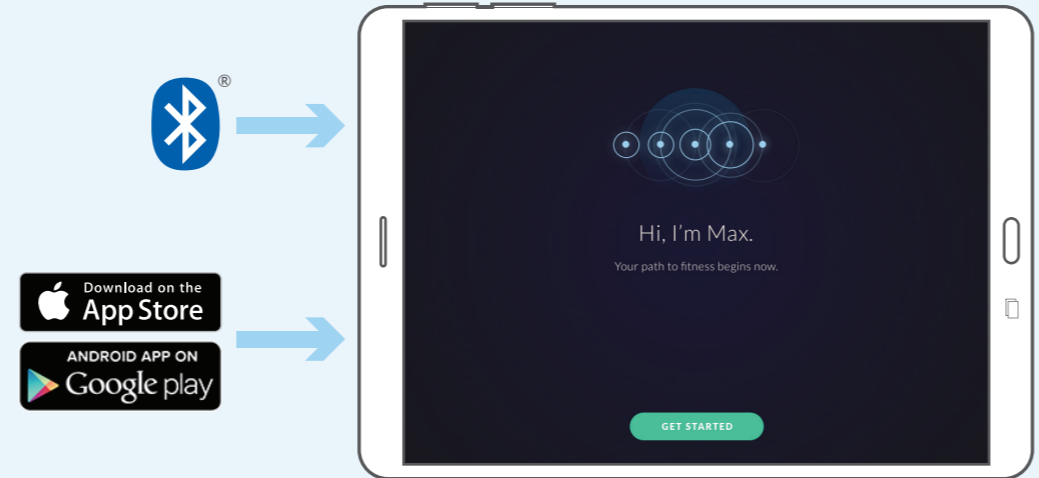 ®
Download on the
App Store
ANDROID APP ON
Google play
Hi, I'm Max.
Your path to fitness begins now.
GET STARTED